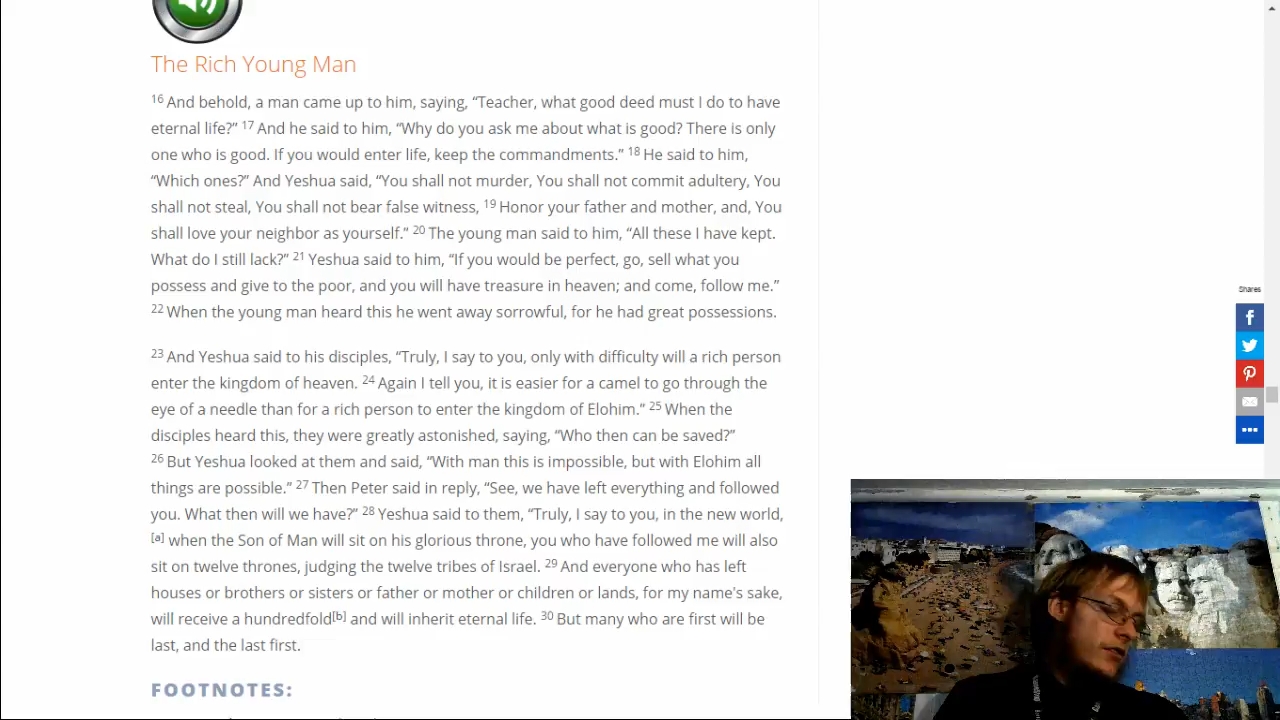 The Rich Young Man
16 And behold, a man came up to him, saying, “Teacher, what good deed must I do to have
eternal life?” 17 And he said to him, “Why do you ask me about what is good? There is only
one who is good. If you would enter life, keep the commandments.” 18 He said to him,
“Which ones?” And Yeshua said, “You shall not murder, You shall not commit adultery, You
shall not steal, You shall not bear false witness, 19 Honor your father and mother, and, You
shall love your neighbor as yourself.” 20 The young man said to him, “All these I have kept.
What do I still lack?” 21 Yeshua said to him, “If you would be perfect, go, sell what you
possess and give to the poor, and you will have treasure in heaven; and come, follow me.”
22 When the young man heard this he went away sorrowful, for he had great possessions.
23 And Yeshua said to his disciples, “Truly, I say to you, only with difficulty will a rich person
enter the kingdom of heaven. 24 Again I tell you, it is easier for a camel to go through the
eye of a needle than for a rich person to enter the kingdom of Elohim.” 25 When the
disciples heard this, they were greatly astonished, saying, “Who then can be saved?”
26 But Yeshua looked at them and said, “With man this is impossible, but with Elohim all
things are possible.” 27 Then Peter said in reply, “See, we have left everything and followed
you. What then will we have?” 28 Yeshua said to them, “Truly, I say to you, in the new world,
[a] when the Son of Man will sit on his glorious throne, you who have followed me will also
sit on twelve thrones, judging the twelve tribes of Israel. 29 And everyone who has left
houses or brothers or sisters or father or mother or children or lands, for my name's sake,
will receive a hundredfold[b] and will inherit eternal life. 30 But many who are first will be
last, and the last first.
FOOTNOTES:
Shares